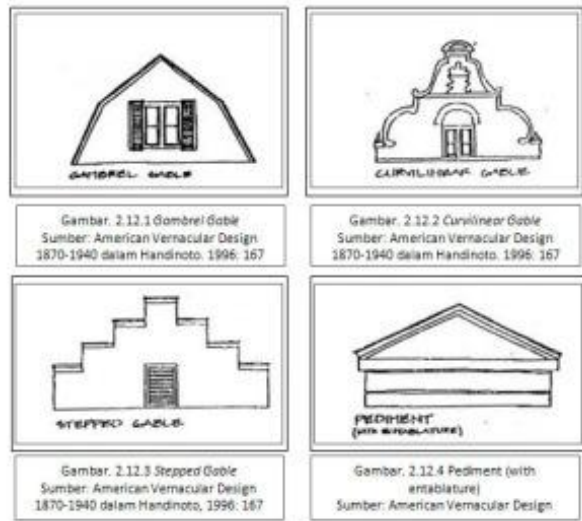 GAMBREL GABLE
Gambar. 2.12.1 Gambrel Gable
Sumber: American Vernacular Design
1870-1940 dalam Handinoto. 1996: 167
CURVILINEAR GABLE
Gambar. 2.12.2 Curvilinear Gable
Sumber: American Vernacular Design
1870-1940 dalam Handinoto. 1996: 167
STEPPED GABLE
Gambar. 2.12.3 Stepped Gable
Sumber: American Vernacular Design
1870-1940 dalam Handinoto, 1996: 167
PEDIMENT
(WITH ENTABLATURE)
Gambar. 2.12.4 Pediment (with
entablature)
Sumber: American Vernacular Design